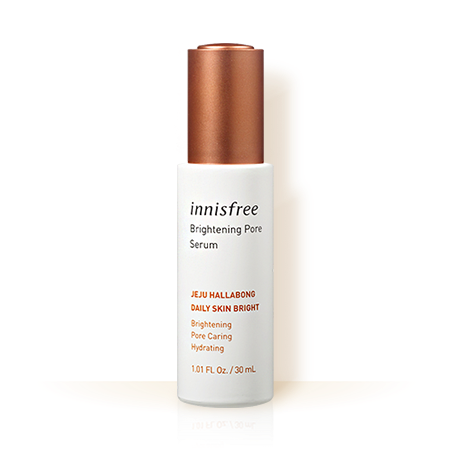 innisfree
Brightening Pore
Serum
JEJU HALLABONG
DAILY SKIN BRIGHT
Brightening
Pore Caring
Hydrating
1.01 FL Oz. / 30 mL